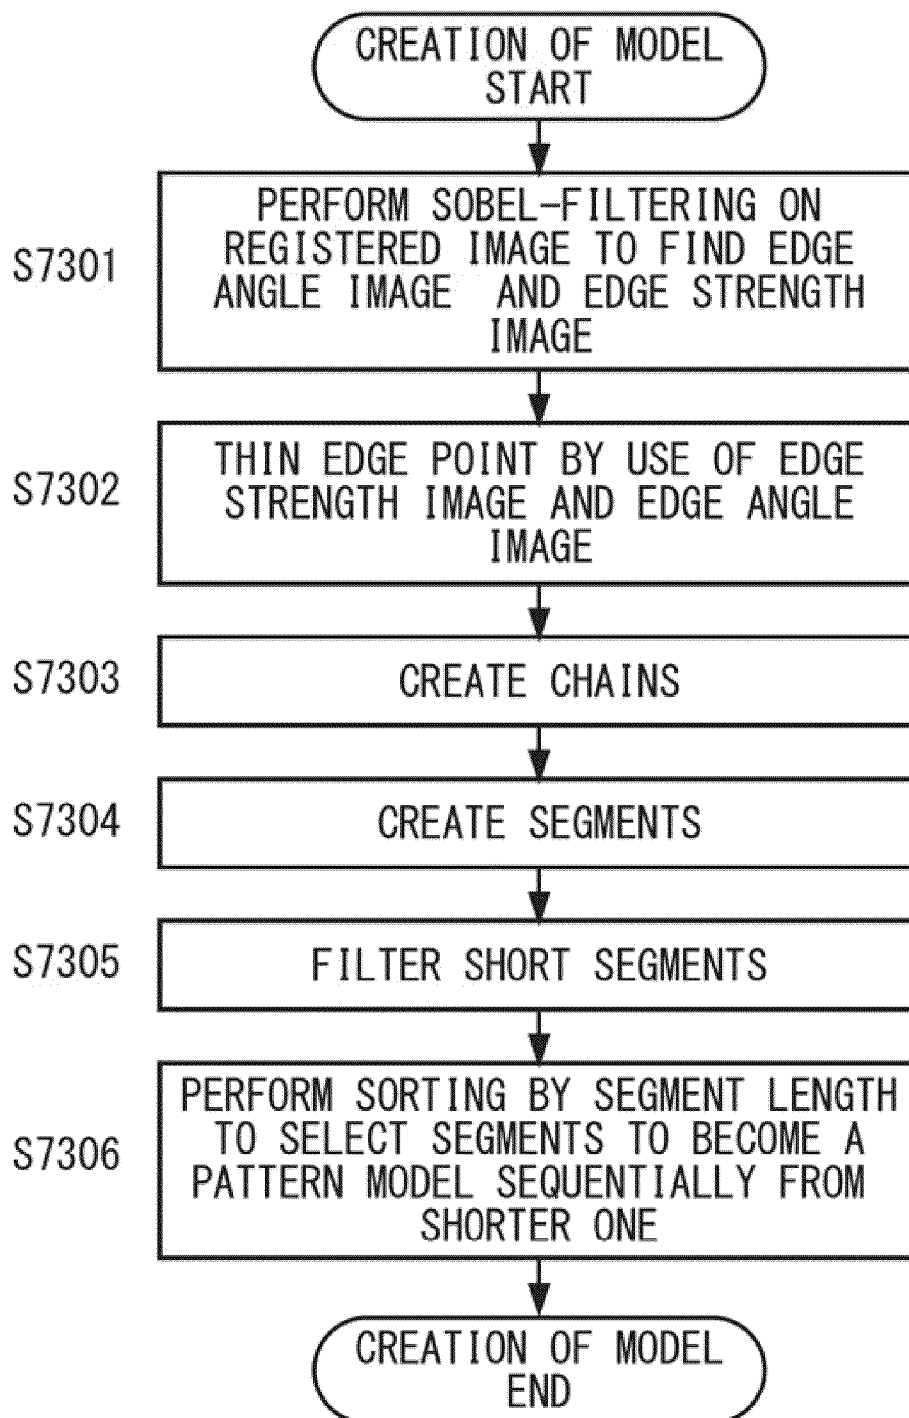 CREATION OF MODEL
START
S7301
PERFORM SOBEL-FILTERING ON
REGISTERED IMAGE TO FIND EDGE
ANGLE IMAGE AND EDGE STRENGTH
IMAGE
S7302
THIN EDGE POINT BY USE OF EDGE
STRENGTH IMAGE AND EDGE ANGLE
IMAGE
S7303
CREATE CHAINS
S7304
CREATE SEGMENTS
S7305
FILTER SHORT SEGMENTS
S7306
PERFORM SORTING BY SEGMENT LENGTH
TO SELECT SEGMENTS TO BECOME A
PATTERN MODEL SEQUENTIALLY FROM
SHORTER ONE
CREATION OF MODEL
END